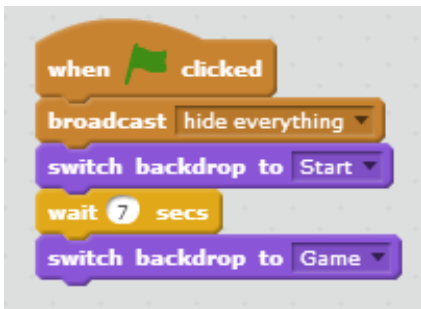 when clicked
broadcast hide everything
switch backdrop to Start
wait 7 secs
switch backdrop to Game